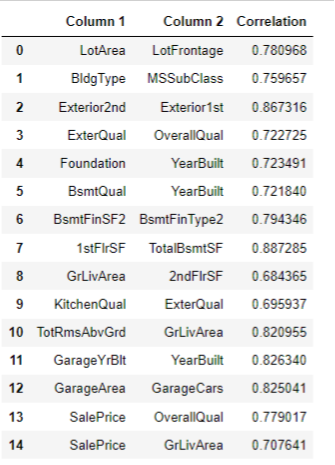 Column 1 Column 2 Correlation
0 LotArea LotFrontage 0.780968
1 BldgType MSSubClass 0.759657
2 Exterior2nd Exterior1st 0.867316
3 ExterQual OverallQual 0.722725
4 Foundation YearBuilt 0.723491
5 BsmtQual YearBuilt 0.721840
6 BsmtFinSF2 BsmtFinType2 0.794346
7 1stFlrSF TotalBsmtSF 0.887285
8 GrLivArea 2ndFlrSF 0.684365
9 KitchenQual ExterQual 0.695937
10 TotRmsAbvGrd GrLivArea 0.820955
11 GarageYrBlt YearBuilt 0.826340
12 GarageArea GarageCars 0.825041
13 SalePrice OverallQual 0.779017
14 SalePrice GrLivArea 0.707641